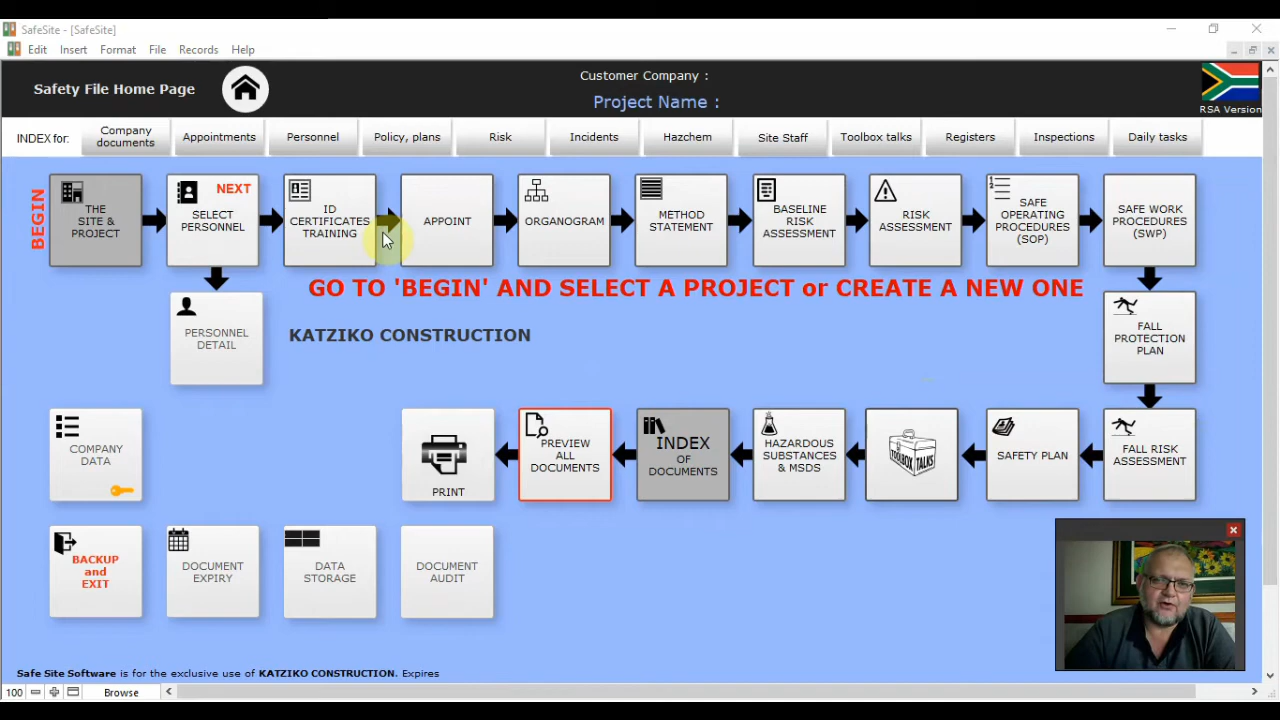 SafeSite - [SafeSite]
Edit Insert Format File Records Help
Safety File Home Page
Customer Company :
Project Name :
RSA Version
INDEX for:
Company
documents
Appointments
Personnel
Policy, plans
Risk
Incidents
Hazchem
Site Staff
Toolbox talks
Registers
Inspections
Daily tasks
BEGIN
THE
SITE &
PROJECT
NEXT
SELECT
PERSONNEL
ID
CERTIFICATES
TRAINING
APPOINT
ORGANOGRAM
METHOD
STATEMENT
BASELINE
RISK
ASSESSMENT
RISK
ASSESSMENT
SAFE
OPERATING
PROCEDURES
(SOP)
SAFE WORK
PROCEDURES
(SWP)
GO TO 'BEGIN' AND SELECT A PROJECT or CREATE A NEW ONE
PERSONNEL
DETAIL
KATZIKO CONSTRUCTION
FALL
PROTECTION
PLAN
COMPANY
DATA
PRINT
PREVIEW
ALL
DOCUMENTS
INDEX
OF
DOCUMENTS
HAZARDOUS
SUBSTANCES
& MSDS
TOOLBOX TALKS
SAFETY PLAN
FALL RISK
ASSESSMENT
BACKUP
and
EXIT
DOCUMENT
EXPIRY
DATA
STORAGE
DOCUMENT
AUDIT
Safe Site Software is for the exclusive use of KATZIKO CONSTRUCTION. Expires
100
Browse